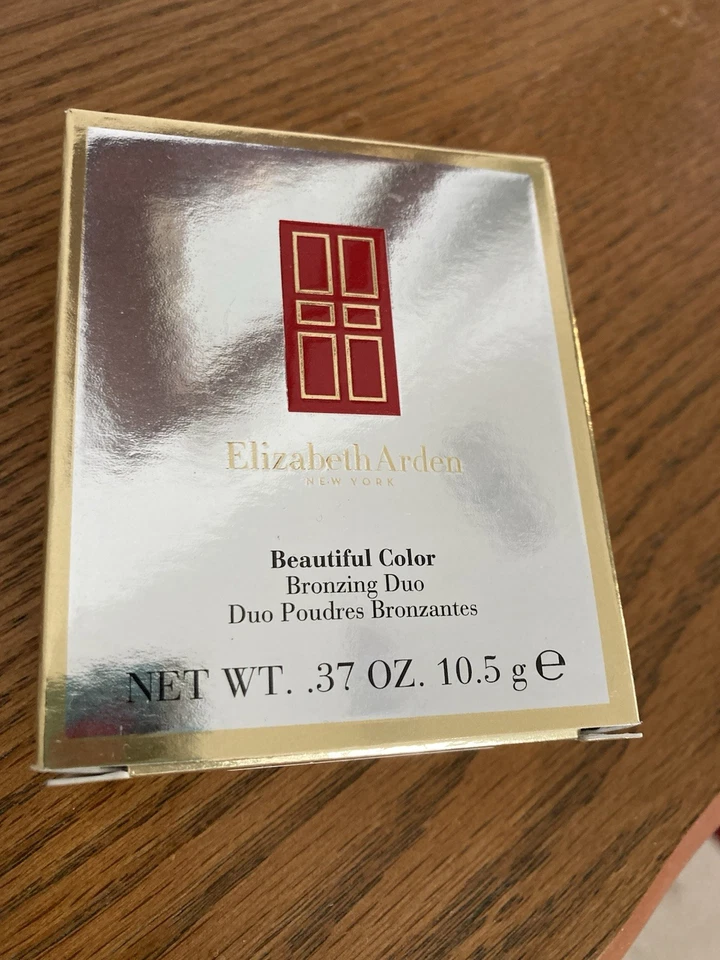 Elizabeth Arden
NEW YORK
Beautiful Color
Bronzing Duo
Duo Poudres Bronzantes
NET WT. .37 OZ. 10.5 g ℮